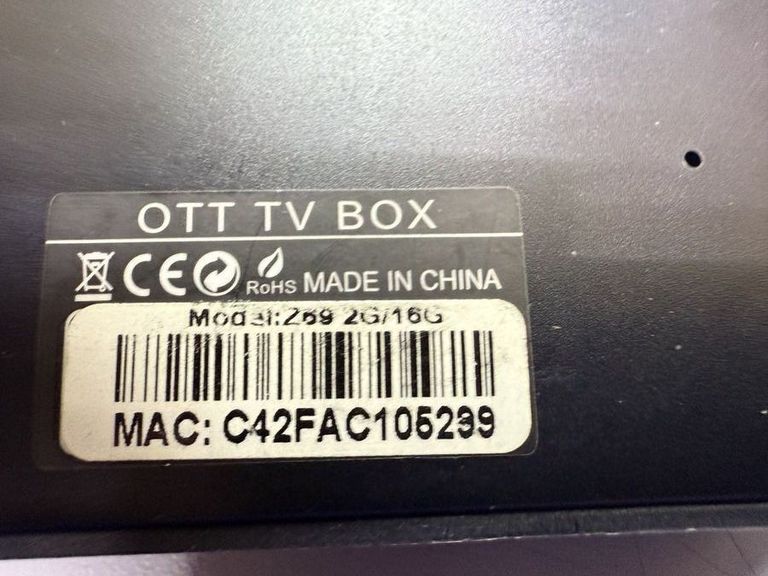 OTT TV BOX
CE RoHS MADE IN CHINA
Model:Z69 2G/16G
MAC: C42FAC105299